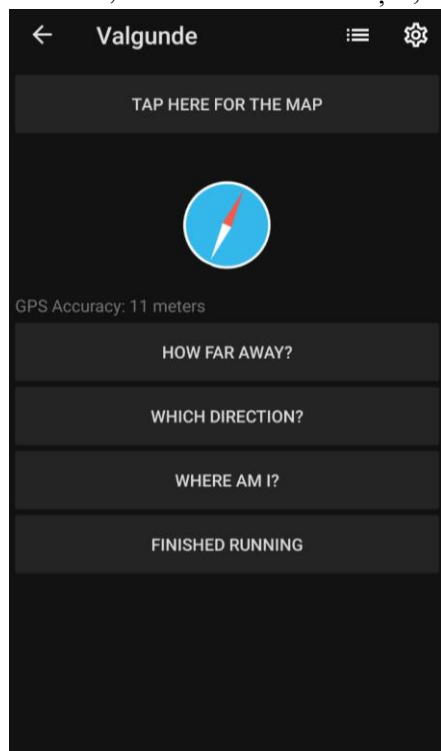 Valgunde
TAP HERE FOR THE MAP
GPS Accuracy: 11 meters
HOW FAR AWAY?
WHICH DIRECTION?
WHERE AM I?
FINISHED RUNNING